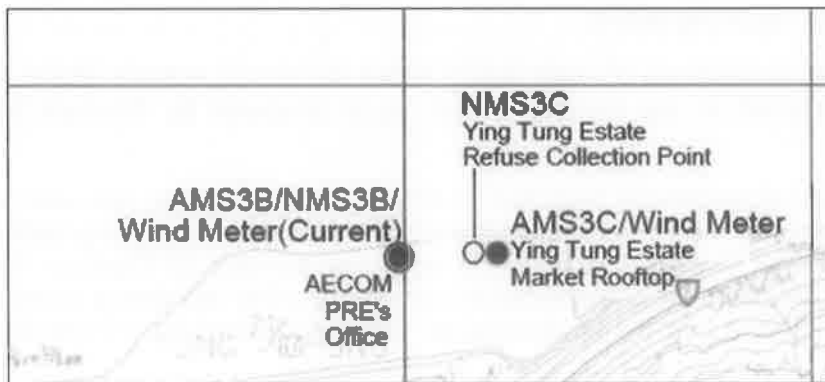 NMS3C
Ying Tung Estate
Refuse Collection Point
AMS3B/NMS3B/
Wind Meter(Current)
AECOM
PRE's
Office
AMS3C/Wind Meter
Ying Tung Estate
Market Rooftop